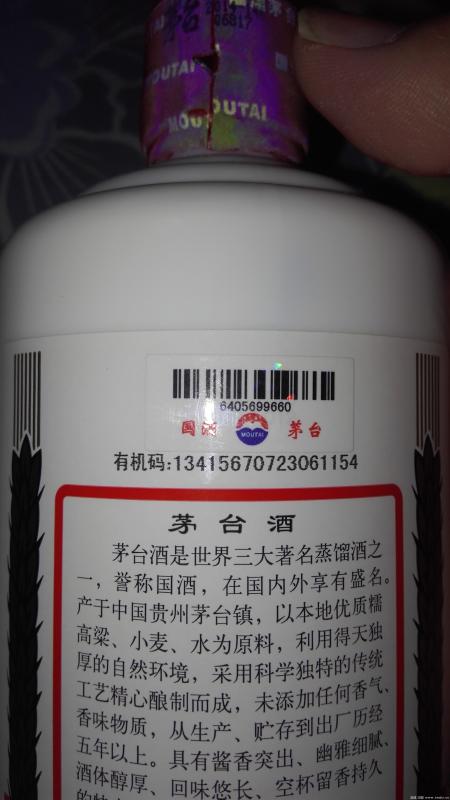 茅台
2014
06817
MOUTAI
MOUTAI
6405699660
国酒 MOUTAI 茅台
有机码:13415670723061154
茅台酒
茅台酒是世界三大著名蒸馏酒之
一，誉称国酒，在国内外享有盛名。
产于中国贵州茅台镇，以本地优质糯
高粱、小麦、水为原料，利用得天独
厚的自然环境，采用科学独特的传统
工艺精心酿制而成，未添加任何香气、
香味物质，从生产、贮存到出厂历经
五年以上。具有酱香突出、幽雅细腻、
酒体醇厚、回味悠长、空杯留香持久